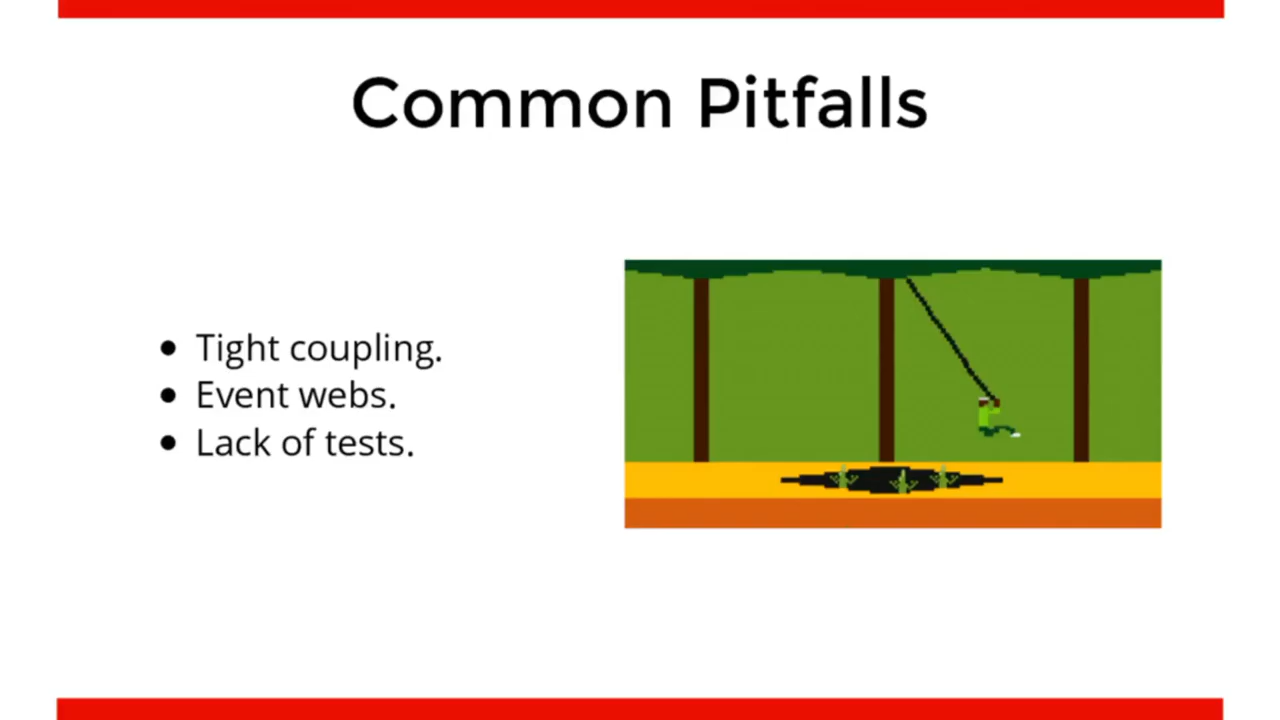 Common Pitfalls
• Tight coupling.
• Event webs.
• Lack of tests.